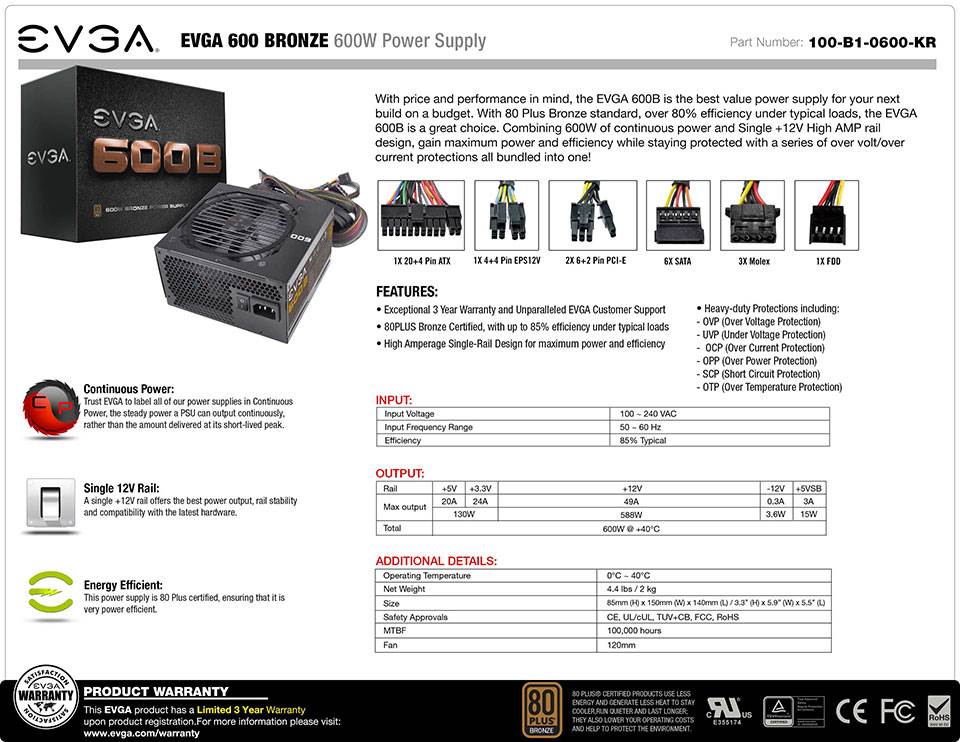 EVGA EVGA 600 BRONZE 600W Power Supply Part Number: 100-B1-0600-KR
EVGA
EVGA
600B
600W BRONZE POWER SUPPLY
600
EVGA
600B
With price and performance in mind, the EVGA 600B is the best value power supply for your next
build on a budget. With 80 Plus Bronze standard, over 80% efficiency under typical loads, the EVGA
600B is a great choice. Combining 600W of continuous power and Single +12V High AMP rail
design, gain maximum power and efficiency while staying protected with a series of over volt/over
current protections all bundled into one!
1X 20+4 Pin ATX 1X 4+4 Pin EPS12V 2X 6+2 Pin PCI-E 6X SATA 3X Molex 1X FDD
FEATURES:
• Exceptional 3 Year Warranty and Unparalleled EVGA Customer Support
• 80PLUS Bronze Certified, with up to 85% efficiency under typical loads
• High Amperage Single-Rail Design for maximum power and efficiency
• Heavy-duty Protections including:
- OVP (Over Voltage Protection)
- UVP (Under Voltage Protection)
- OCP (Over Current Protection)
- OPP (Over Power Protection)
- SCP (Short Circuit Protection)
- OTP (Over Temperature Protection)
CP
Continuous Power:
Trust EVGA to label all of our power supplies in Continuous
Power, the steady power a PSU can output continuously,
rather than the amount delivered at its short-lived peak.
Single 12V Rail:
A single +12V rail offers the best power output, rail stability
and compatibility with the latest hardware.
Energy Efficient:
This power supply is 80 Plus certified, ensuring that it is
very power efficient.
INPUT:
Input Voltage 100 ~ 240 VAC
Input Frequency Range 50 ~ 60 Hz
Efficiency 85% Typical
OUTPUT:
Rail +5V +3.3V +12V -12V +5VSB
Max output 20A 24A 49A 0.3A 3A
130W 588W 3.6W 15W
Total 600W @ +40°C
ADDITIONAL DETAILS:
Operating Temperature 0°C ~ 40°C
Net Weight 4.4 lbs / 2 kg
Size 85mm (H) x 150mm (W) x 140mm (L) / 3.3" (H) x 5.9" (W) x 5.5" (L)
Safety Approvals CE, UL/cUL, TUV+CB, FCC, RoHS
MTBF 100,000 hours
Fan 120mm
SATISFACTION
EVGA
WARRANTY
SATISFACTION
PRODUCT WARRANTY
This EVGA product has a Limited 3 Year Warranty
upon product registration.For more information please visit:
www.evga.com/warranty
80
PLUS
BRONZE
80 PLUS® CERTIFIED PRODUCTS USE LESS
ENERGY AND GENERATE LESS HEAT TO STAY
COOLER,RUN QUIETER AND LAST LONGER;
THEY ALSO LOWER YOUR OPERATING COSTS
AND HELP TO PROTECT THE ENVIRONMENT.
c RU us
E355174
CERTIFIED
CE
FC
RoHS